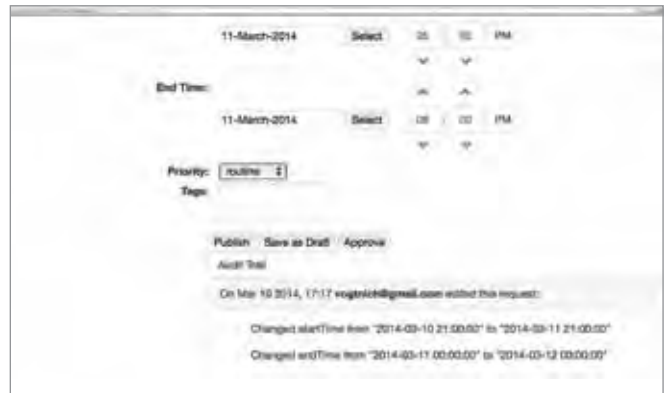 11-March-2014 Select PM
End Time:
11-March-2014 Select 00 PM
Priority: routine
Tags:
Publish Save as Draft Approve
Audit Trail
On Mar 10 2014, 17:17 edited this request:
Changed startTime from "2014-03-10 21:00:00" to "2014-03-11 21:00:00"
Changed endTime from "2014-03-11 00:00:00" to "2014-03-12 00:00:00"